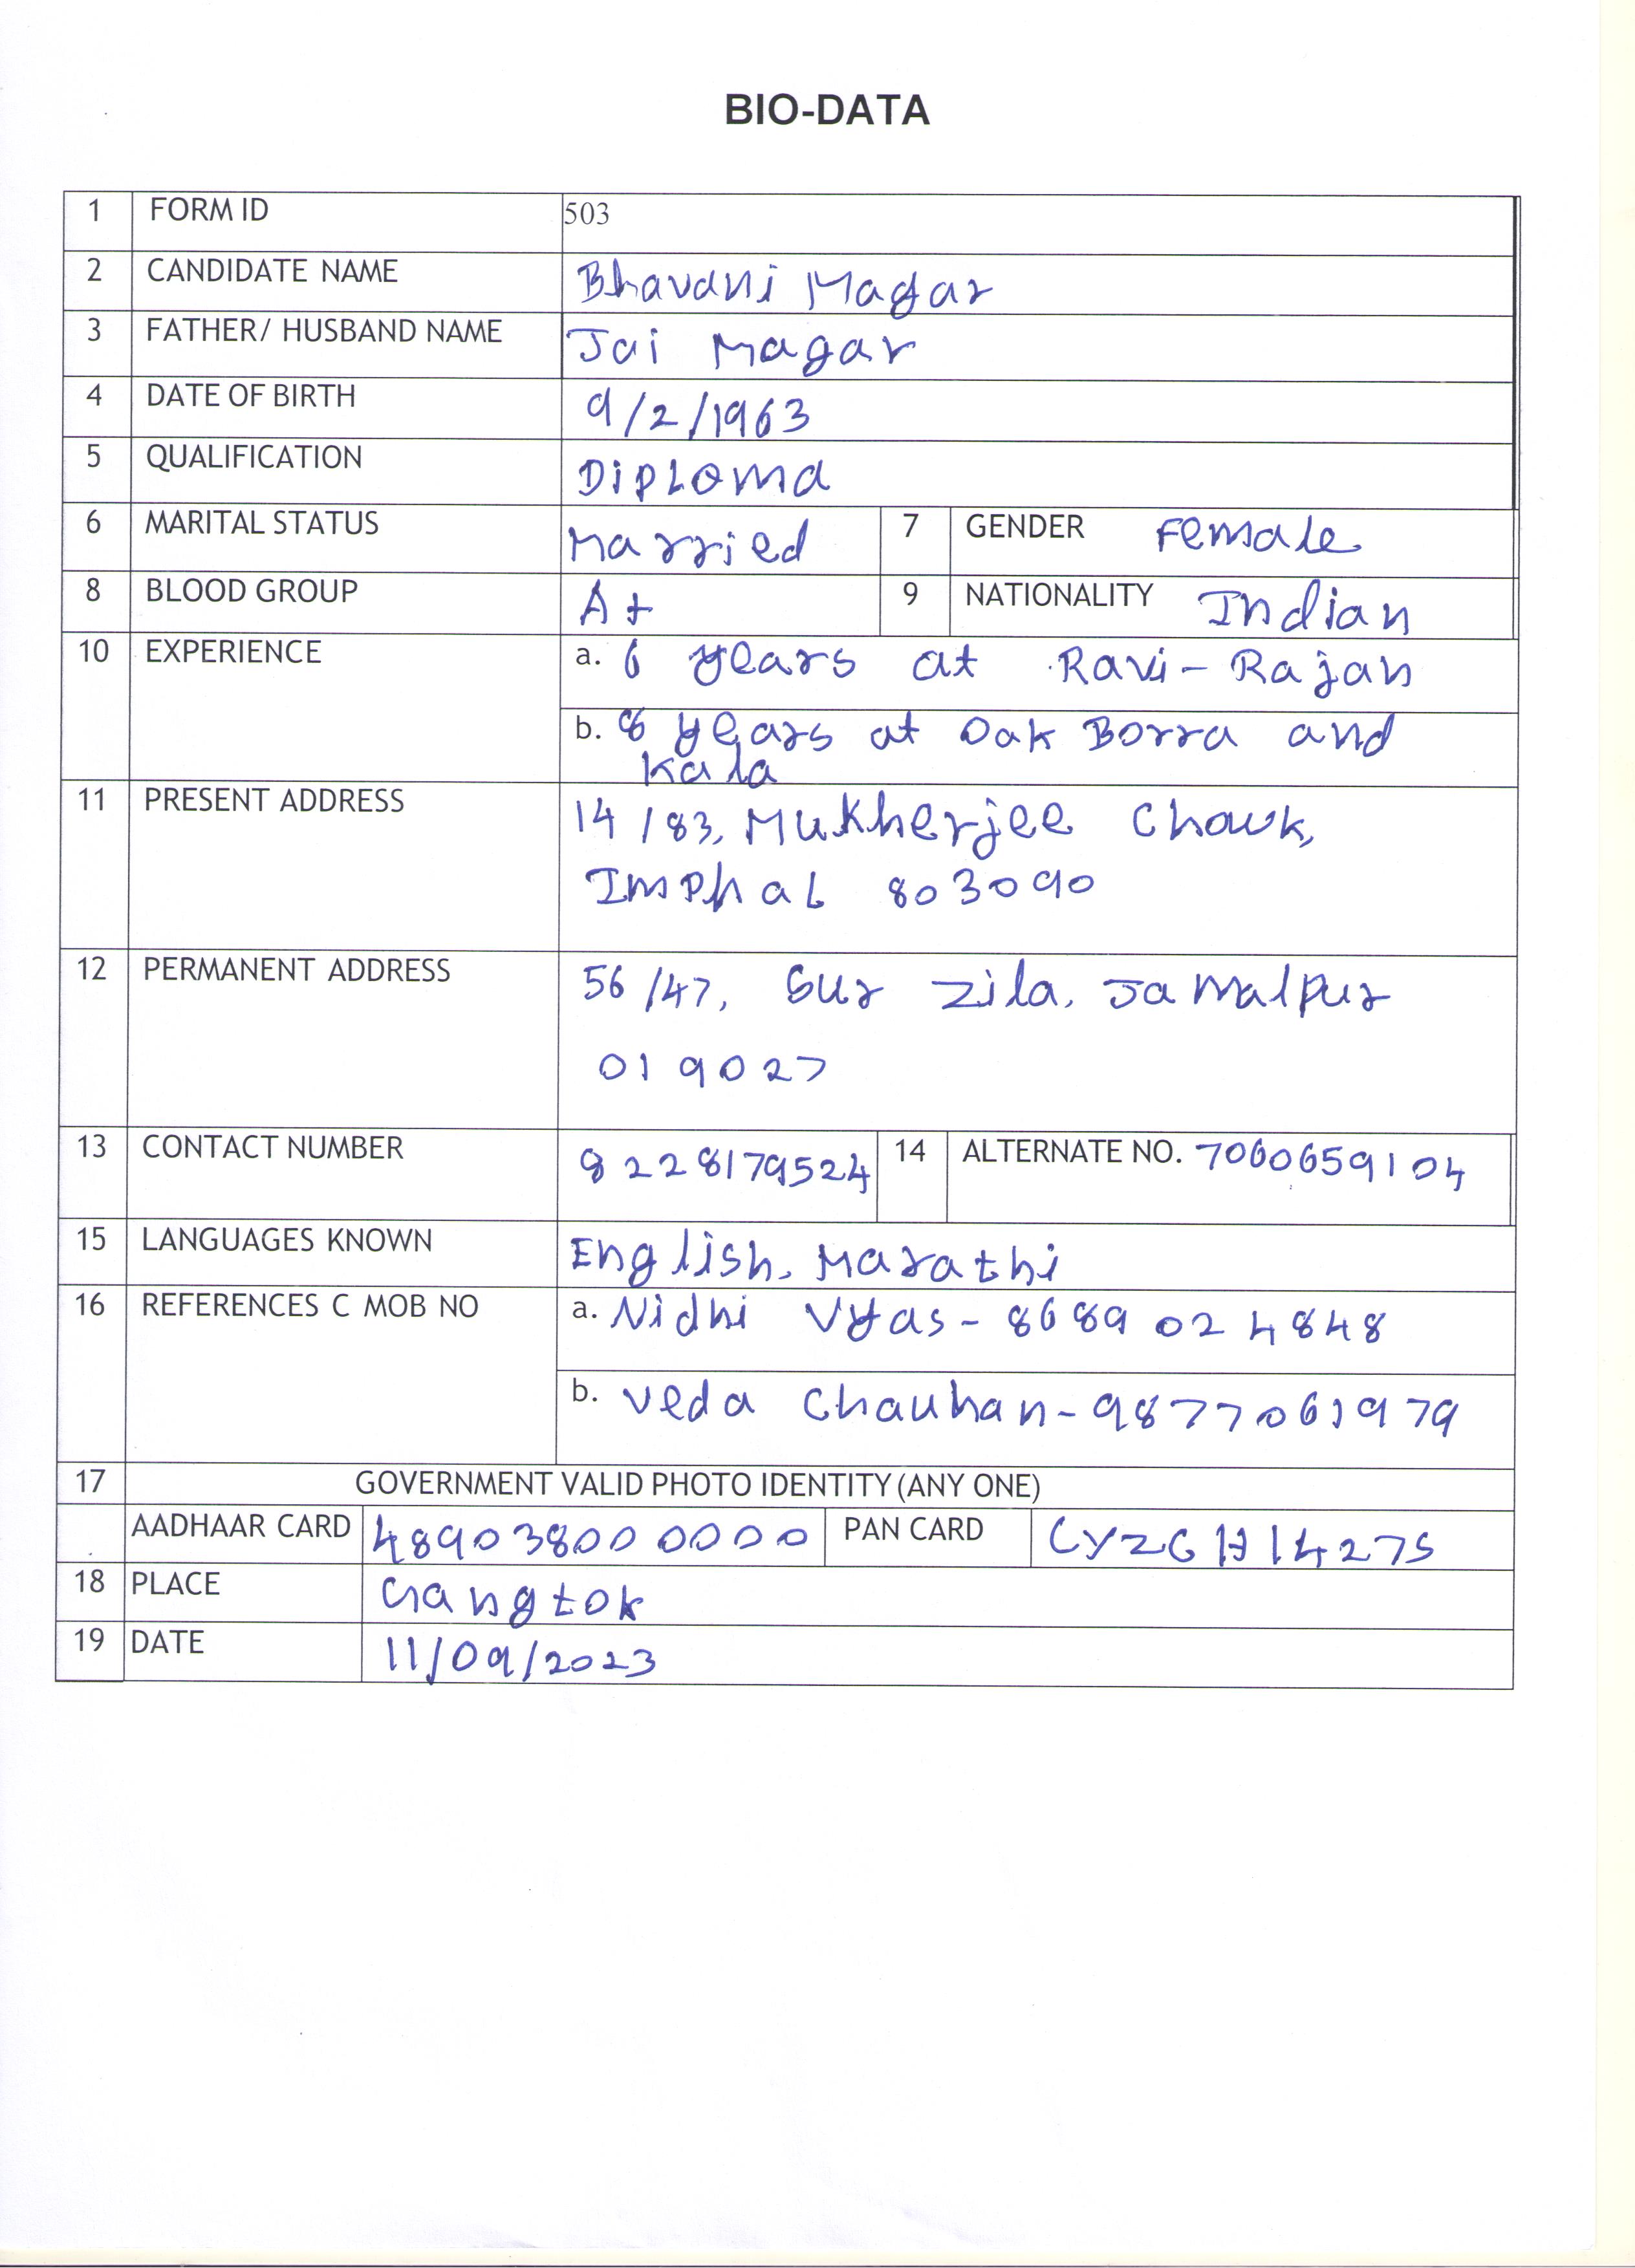 BIO-DATA
1 FORM ID 503
2 CANDIDATE NAME Bhavani Magar
3 FATHER/ HUSBAND NAME Jai Magar
4 DATE OF BIRTH 9/2/1963
5 QUALIFICATION Diploma
6 MARITAL STATUS Married 7 GENDER Female
8 BLOOD GROUP A+ 9 NATIONALITY Indian
10 EXPERIENCE a. 6 years at Ravi-Rajan
b. 8 years at Oak Borra and
Kala
11 PRESENT ADDRESS 14/83, Mukherjee Chowk,
Imphal 803090
12 PERMANENT ADDRESS 56/47, Sur Zila, Jamalpur
019027
13 CONTACT NUMBER 8228179524 14 ALTERNATE NO. 7060659104
15 LANGUAGES KNOWN English, Marathi
16 REFERENCES C MOB NO a. Nidhi Vyas- 8689024848
b. Veda Chauhan-9877061979
17 GOVERNMENT VALID PHOTO IDENTITY (ANY ONE)
AADHAAR CARD 489038000000 PAN CARD CYZGH1427S
18 PLACE Gangtok
19 DATE 11/09/2023